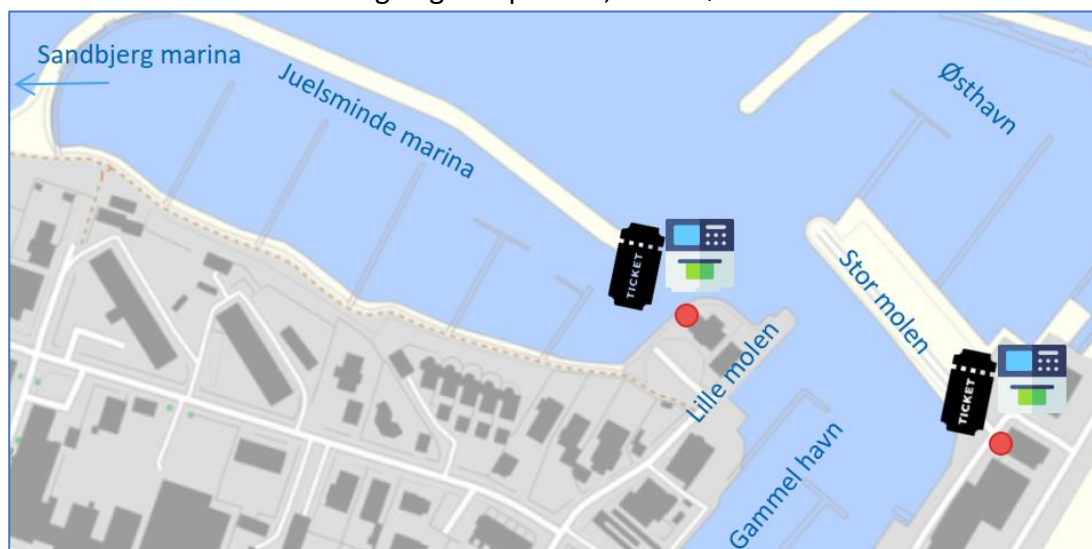 Sandbjerg marina
Juelsminde marina
Østhavn
TICKET
Stor molen
Lille molen
TICKET
Gammel havn